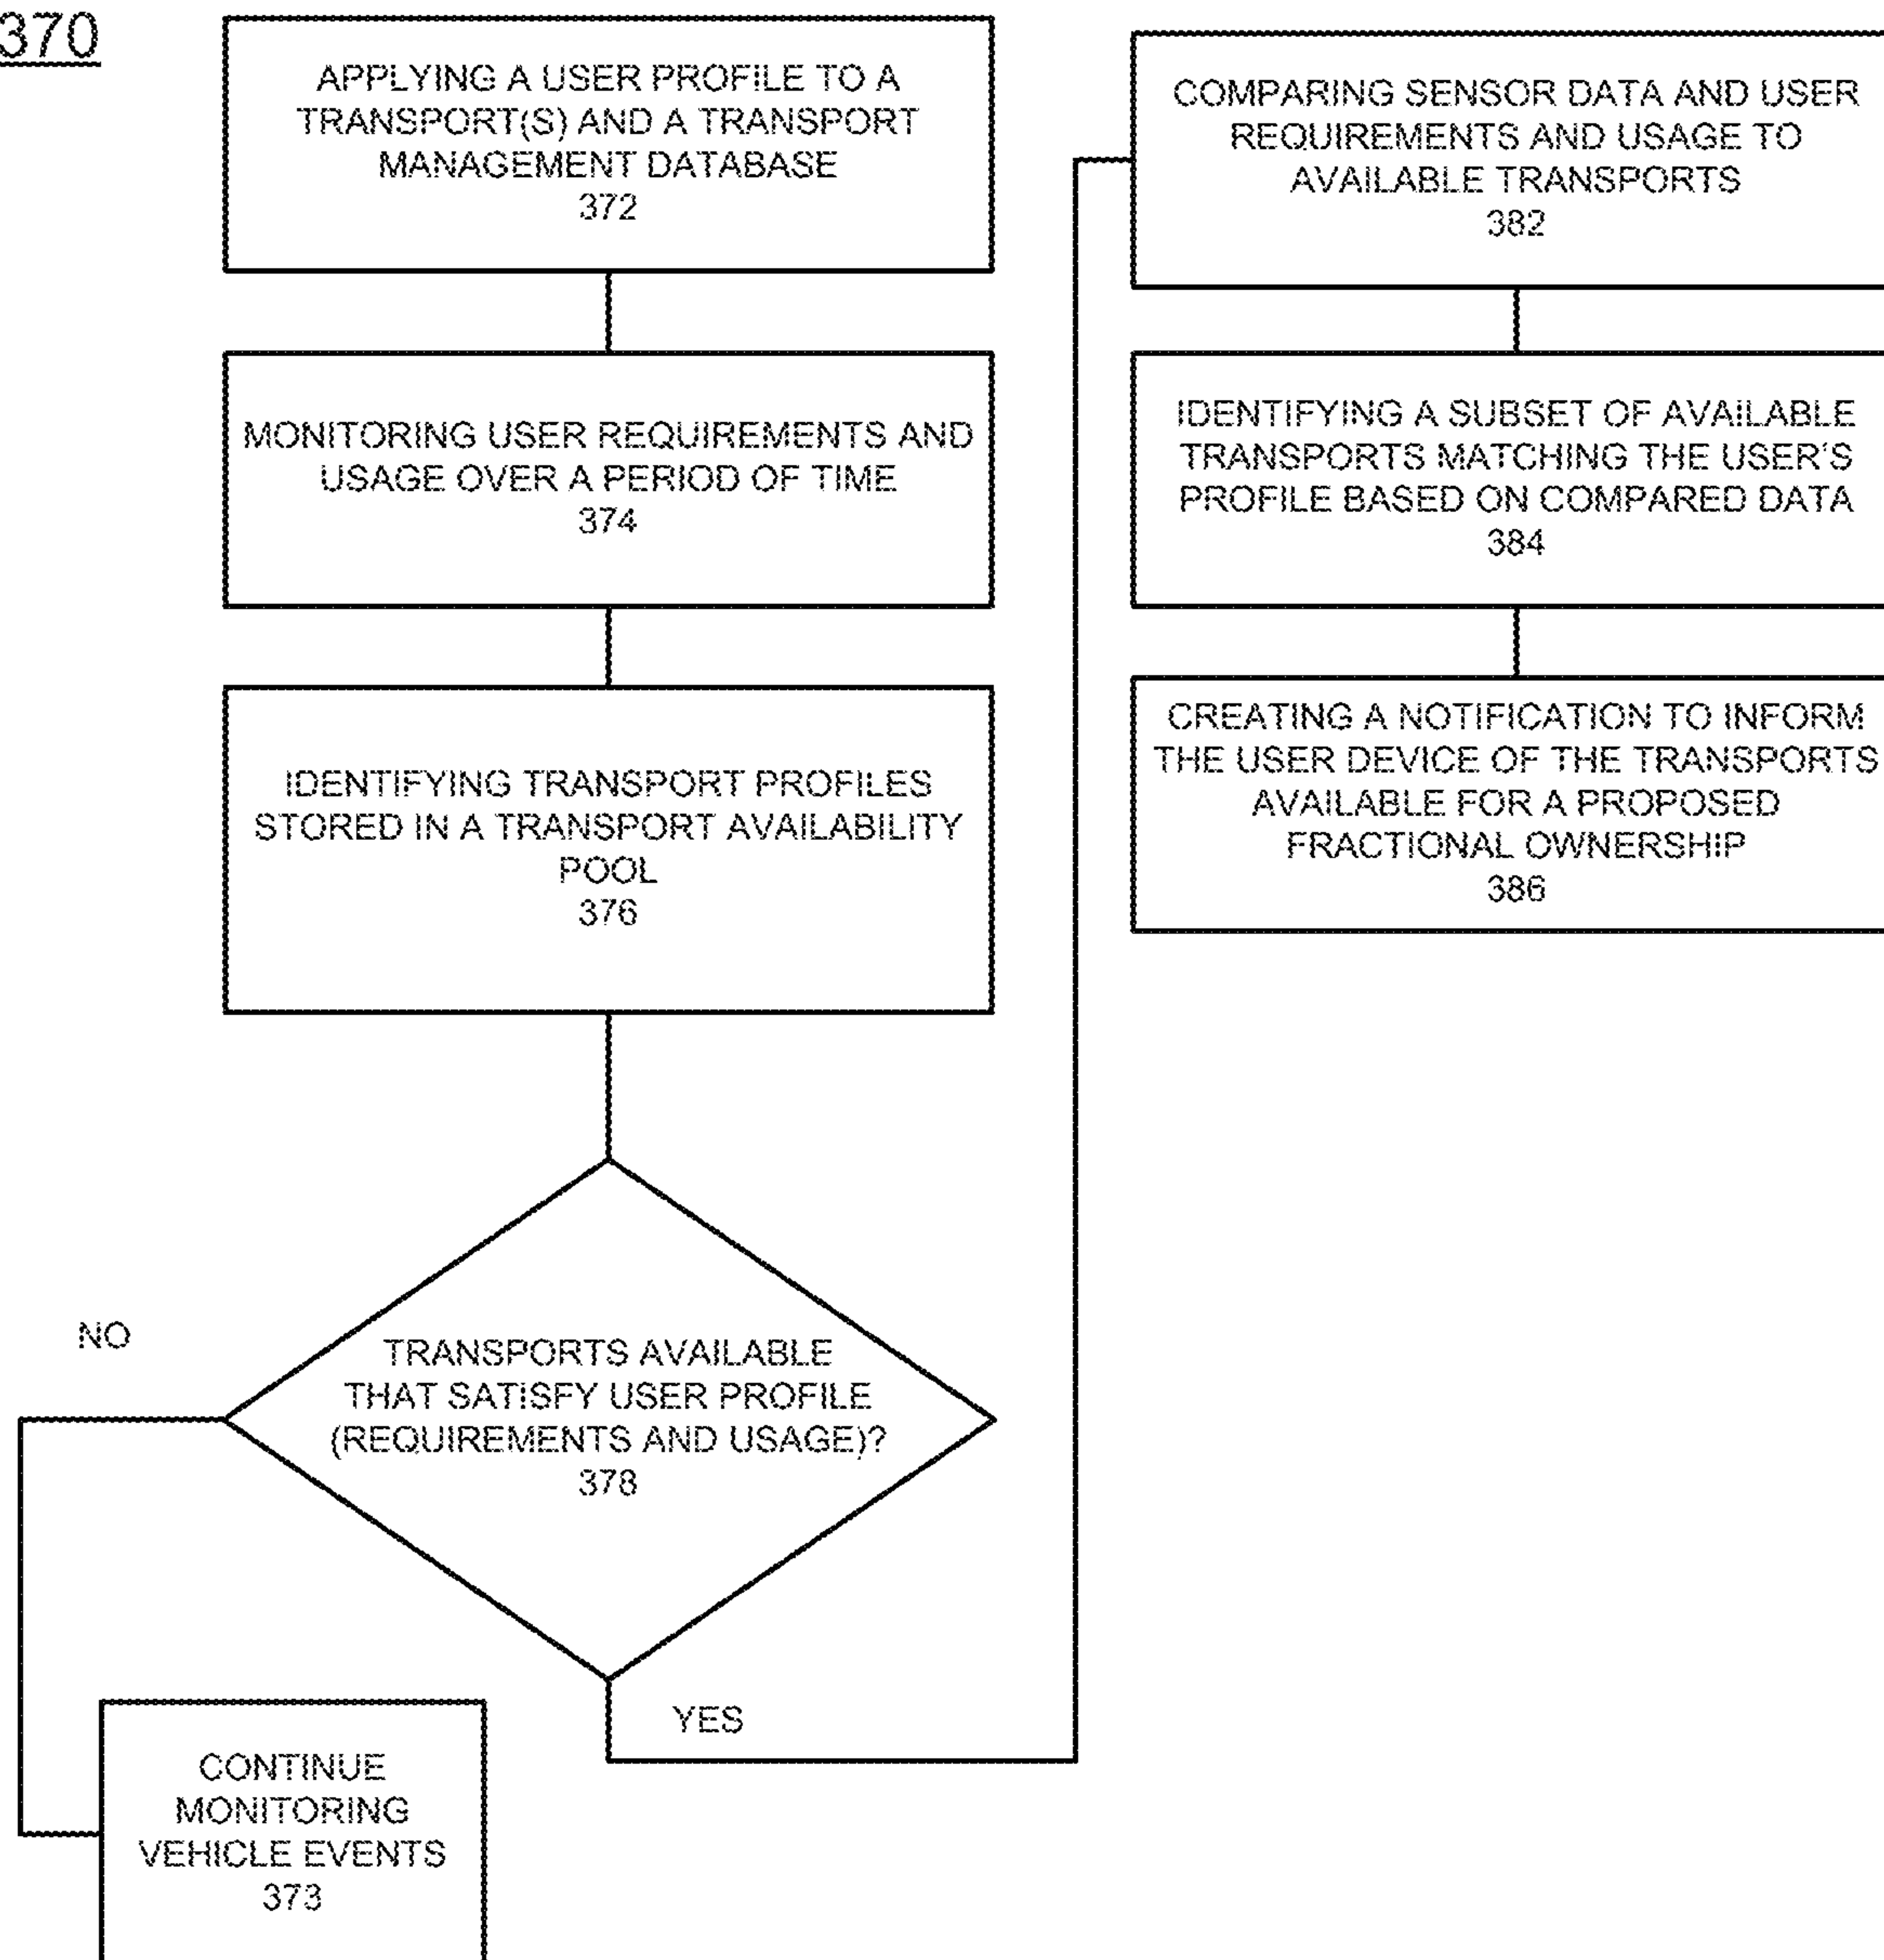 370
APPLYING A USER PROFILE TO A
TRANSPORT(S) AND A TRANSPORT
MANAGEMENT DATABASE
372
MONITORING USER REQUIREMENTS AND
USAGE OVER A PERIOD OF TIME
374
IDENTIFYING TRANSPORT PROFILES
STORED IN A TRANSPORT AVAILABILITY
POOL
376
TRANSPORTS AVAILABLE
THAT SATISFY USER PROFILE
(REQUIREMENTS AND USAGE)?
378
NO
YES
CONTINUE
MONITORING
VEHICLE EVENTS
373
COMPARING SENSOR DATA AND USER
REQUIREMENTS AND USAGE TO
AVAILABLE TRANSPORTS
382
IDENTIFYING A SUBSET OF AVAILABLE
TRANSPORTS MATCHING THE USER'S
PROFILE BASED ON COMPARED DATA
384
CREATING A NOTIFICATION TO INFORM
THE USER DEVICE OF THE TRANSPORTS
AVAILABLE FOR A PROPOSED
FRACTIONAL OWNERSHIP
386